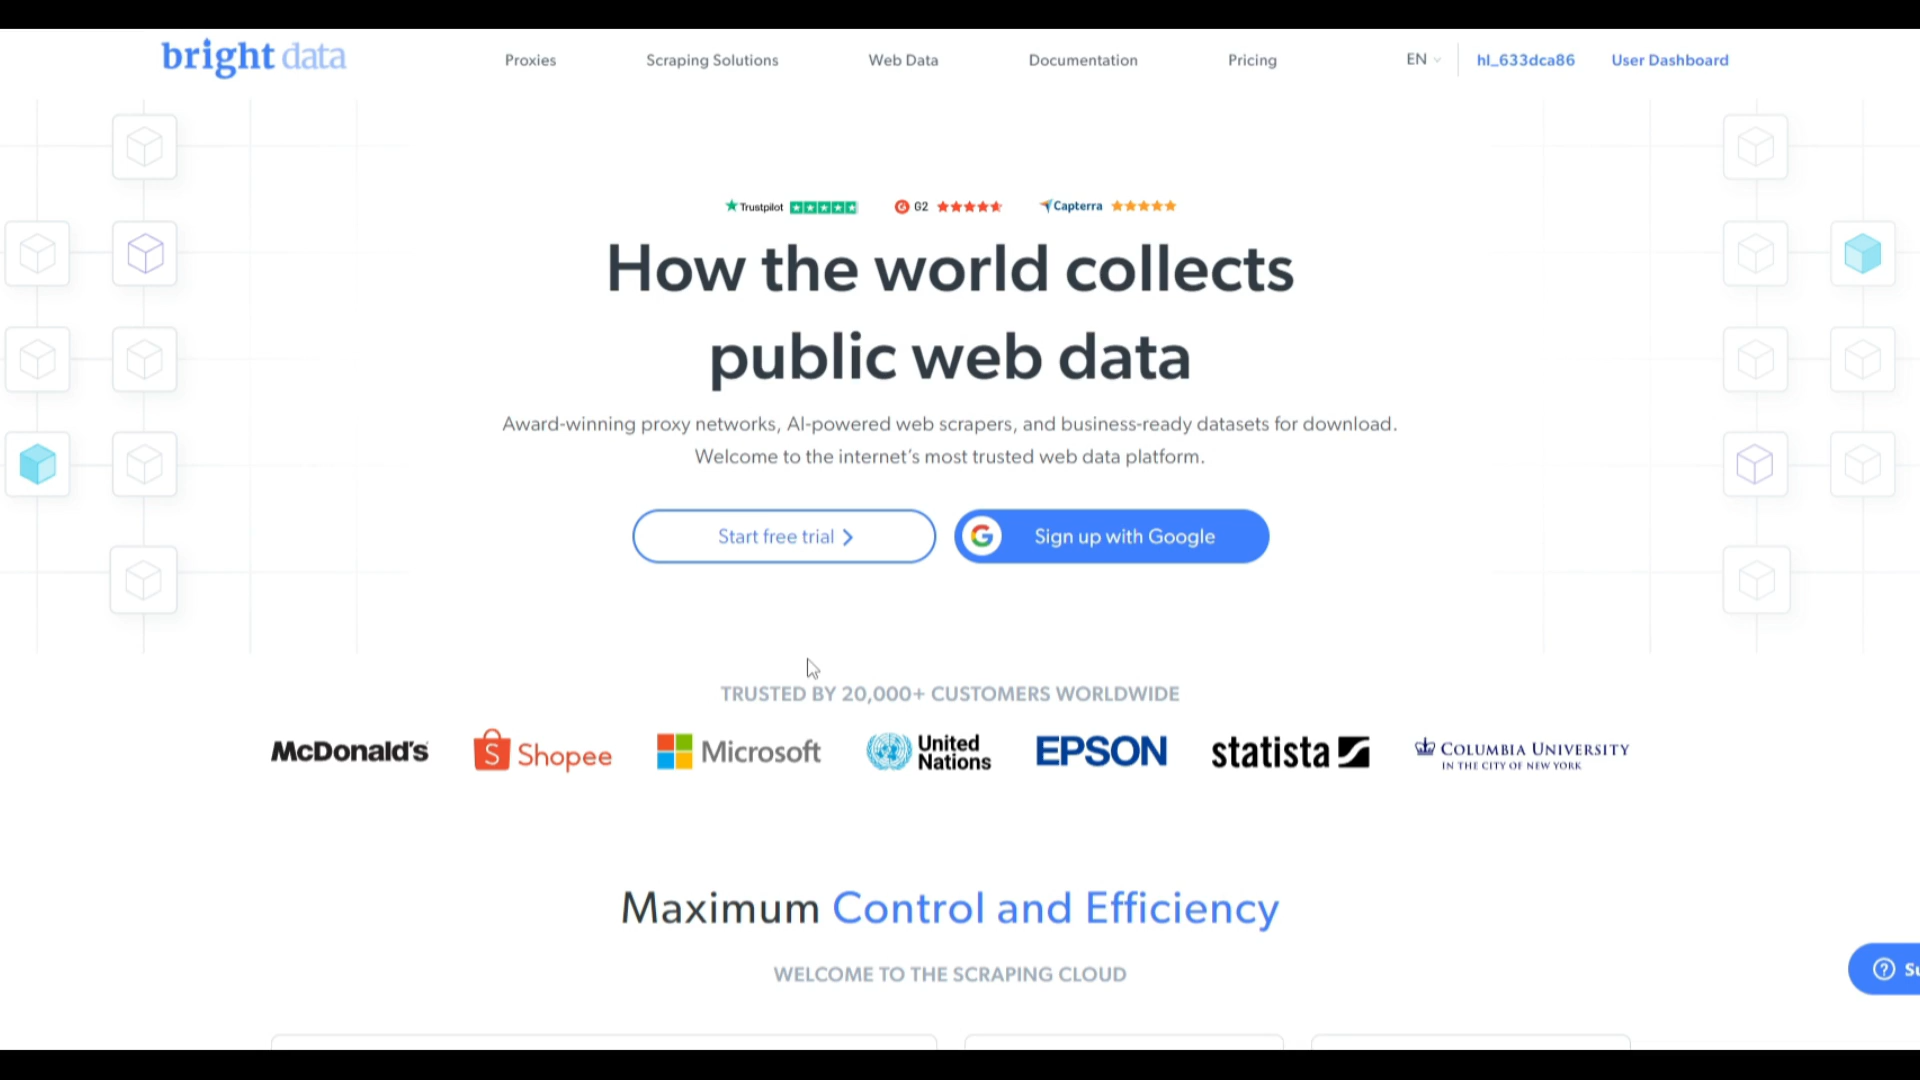 bright data
Proxies
Scraping Solutions
Web Data
Documentation
Pricing
EN
hl_633dca86
User Dashboard
Trustpilot
G2
Capterra
How the world collects
public web data
Award-winning proxy networks, AI-powered web scrapers, and business-ready datasets for download.
Welcome to the internet's most trusted web data platform.
Start free trial
Sign up with Google
TRUSTED BY 20,000+ CUSTOMERS WORLDWIDE
McDonald's
Shopee
Microsoft
United
Nations
EPSON
statista
COLUMBIA UNIVERSITY
IN THE CITY OF NEW YORK
Maximum Control and Efficiency
WELCOME TO THE SCRAPING CLOUD